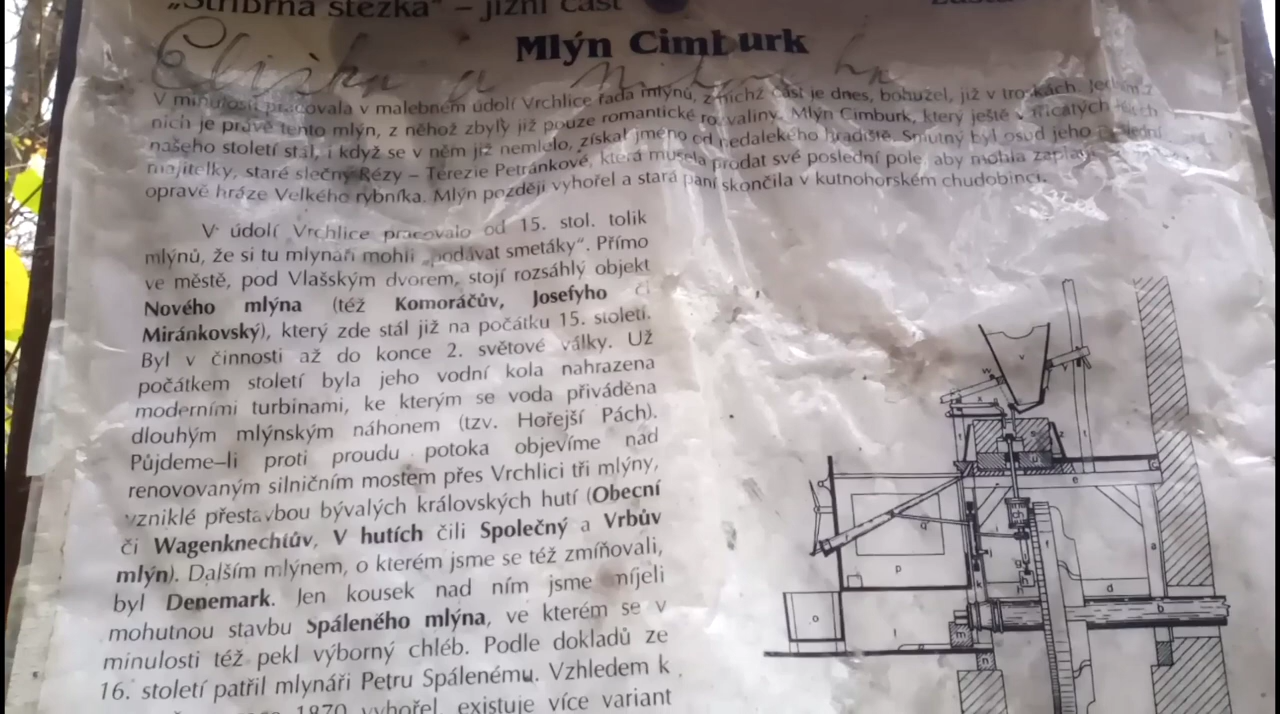 „Stříbrná stezka“ – jižní část
Mlýn Cimburk
Eliška a
V minulosti pracovala v malebném údolí Vrchlice řada mlýnů, z nichž část je dnes, bohužel, již v troskách. Jedním z
nich je právě tento mlýn, z něhož zbyly již pouze romantické rozvaliny. Mlýn Cimburk, který ještě v třicátých letech
našeho století stál, i když se v něm již nemlelo, získal jméno od nedalekého hradiště. Smutný byl osud jeho poslední
majitelky, staré slečny Rézy – Terezie Petránkové, která musela prodat své poslední pole, aby mohla
opravě hráze Velkého rybníka. Mlýn později vyhořel a stará paní skončila v kutnohorském chudobinci.
V údolí Vrchlice pracovalo od 15. stol. tolik
mlýnů, že si tu mlynáři mohli „podávat smetáky“. Přímo
ve městě, pod Vlašským dvorem, stojí rozsáhlý objekt
Nového mlýna (též Komoráčův, Josefyho či
Miránkovský), který zde stál již na počátku 15. století.
Byl v činnosti až do konce 2. světové války. Už
počátkem století byla jeho vodní kola nahrazena
moderními turbinami, ke kterým se voda přiváděna
dlouhým mlýnským náhonem (tzv. Hořejší Pách).
Půjdeme–li proti proudu potoka objevíme nad
renovovaným silničním mostem přes Vrchlici tři mlýny,
vzniklé přestavbou bývalých královských hutí (Obecní
či Wagenknechtův, V hutích čili Společný a Vrbův
mlýn). Dalším mlýnem, o kterém jsme se též zmiňovali,
byl Denemark. Jen kousek nad ním jsme míjeli
mohutnou stavbu Spáleného mlýna, ve kterém se v
minulosti též pekl výborný chléb. Podle dokladů ze
16. století patřil mlynáři Petru Spálenému. Vzhledem k
1870 vyhořel, existuje více variant
v
w
e
q
p
o
l
d
b
m
n
h